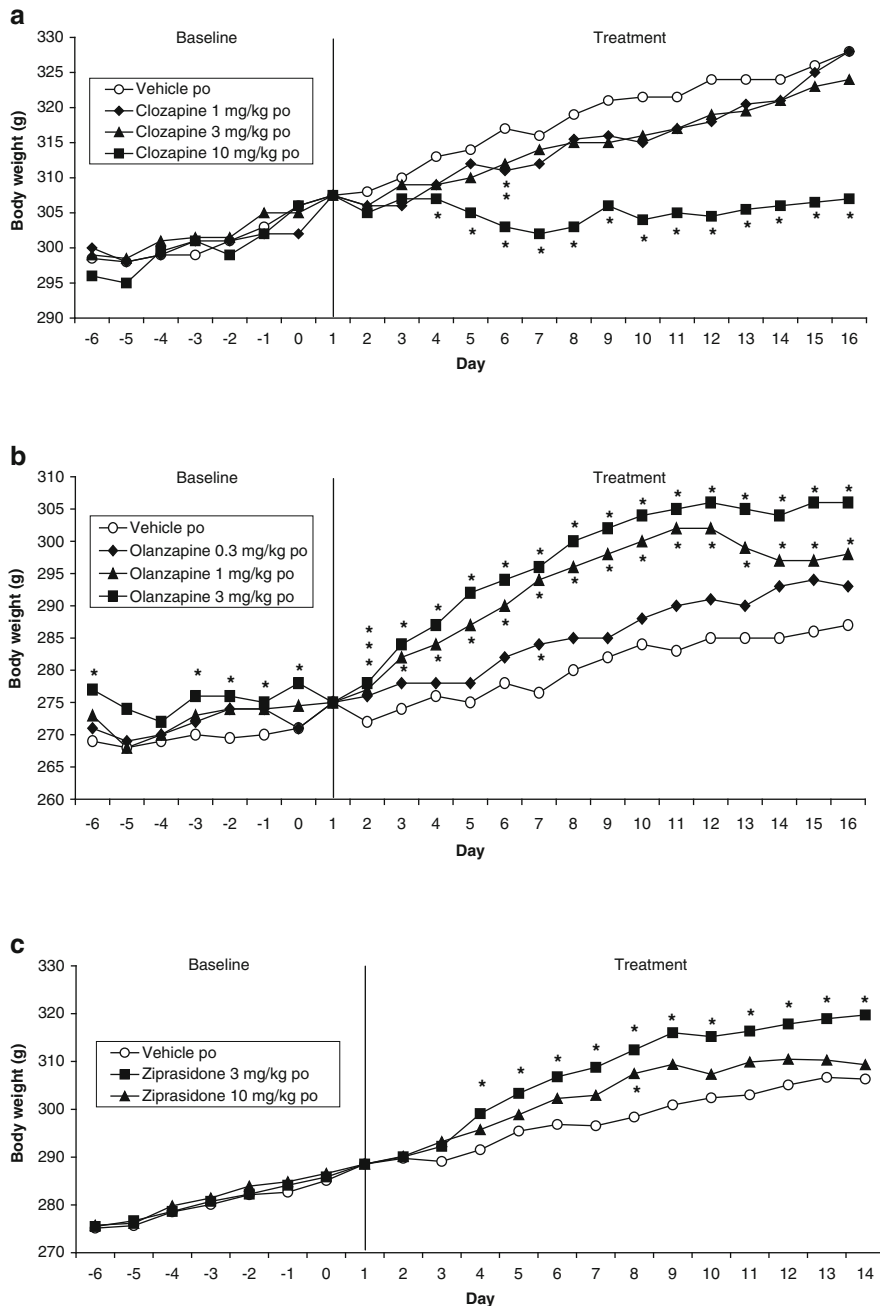 a
330
Baseline
Treatment
325
Vehicle po
320
Clozapine 1 mg/kg po
Clozapine 3 mg/kg po
315
Clozapine 10 mg/kg po
310
305
300
295
290
Body weight (g)
-6 -5 -4 -3 -2 -1 0 1 2 3 4 5 6 7 8 9 10 11 12 13 14 15 16
Day
b
310
Baseline
Treatment
300
Vehicle po
Olanzapine 0.3 mg/kg po
Olanzapine 1 mg/kg po
Olanzapine 3 mg/kg po
290
280
270
260
Body weight (g)
-6 -5 -4 -3 -2 -1 0 1 2 3 4 5 6 7 8 9 10 11 12 13 14 15 16
Day
c
330
Baseline
Treatment
320
310
Vehicle po
Ziprasidone 3 mg/kg po
Ziprasidone 10 mg/kg po
300
290
280
270
Body weight (g)
-6 -5 -4 -3 -2 -1 0 1 2 3 4 5 6 7 8 9 10 11 12 13 14
Day